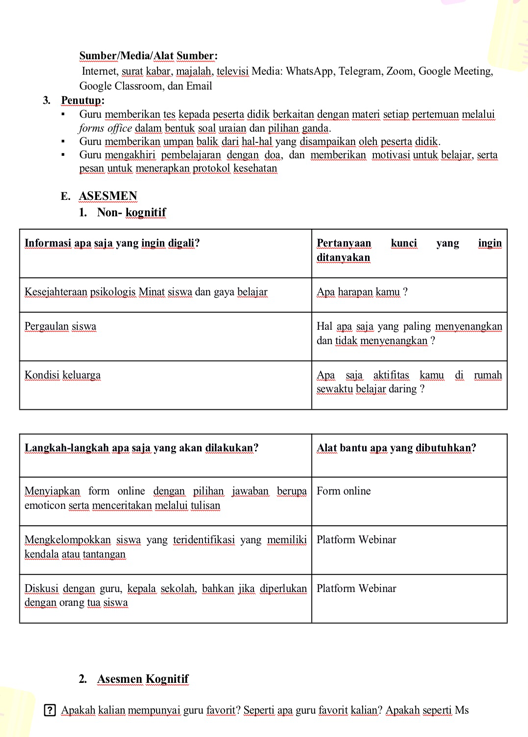 Sumber/Media/Alat Sumber:
Internet, surat kabar, majalah, televisi Media: WhatsApp, Telegram, Zoom, Google Meeting,
Google Classroom, dan Email
3. Penutup:
▪ Guru memberikan tes kepada peserta didik berkaitan dengan materi setiap pertemuan melalui
forms office dalam bentuk soal uraian dan pilihan ganda.
▪ Guru memberikan umpan balik dari hal-hal yang disampaikan oleh peserta didik.
▪ Guru mengakhiri pembelajaran dengan doa, dan memberikan motivasi untuk belajar, serta
pesan untuk menerapkan protokol kesehatan
E. ASESMEN
1. Non- kognitif
Informasi apa saja yang ingin digali?
Pertanyaan kunci yang ingin
ditanyakan
Kesejahteraan psikologis Minat siswa dan gaya belajar
Apa harapan kamu ?
Pergaulan siswa
Hal apa saja yang paling menyenangkan
dan tidak menyenangkan ?
Kondisi keluarga
Apa saja aktifitas kamu di rumah
sewaktu belajar daring ?
Langkah-langkah apa saja yang akan dilakukan?
Alat bantu apa yang dibutuhkan?
Menyiapkan form online dengan pilihan jawaban berupa
emoticon serta menceritakan melalui tulisan
Form online
Mengkelompokkan siswa yang teridentifikasi yang memiliki
kendala atau tantangan
Platform Webinar
Diskusi dengan guru, kepala sekolah, bahkan jika diperlukan
dengan orang tua siswa
Platform Webinar
2. Asesmen Kognitif
? Apakah kalian mempunyai guru favorit? Seperti apa guru favorit kalian? Apakah seperti Ms